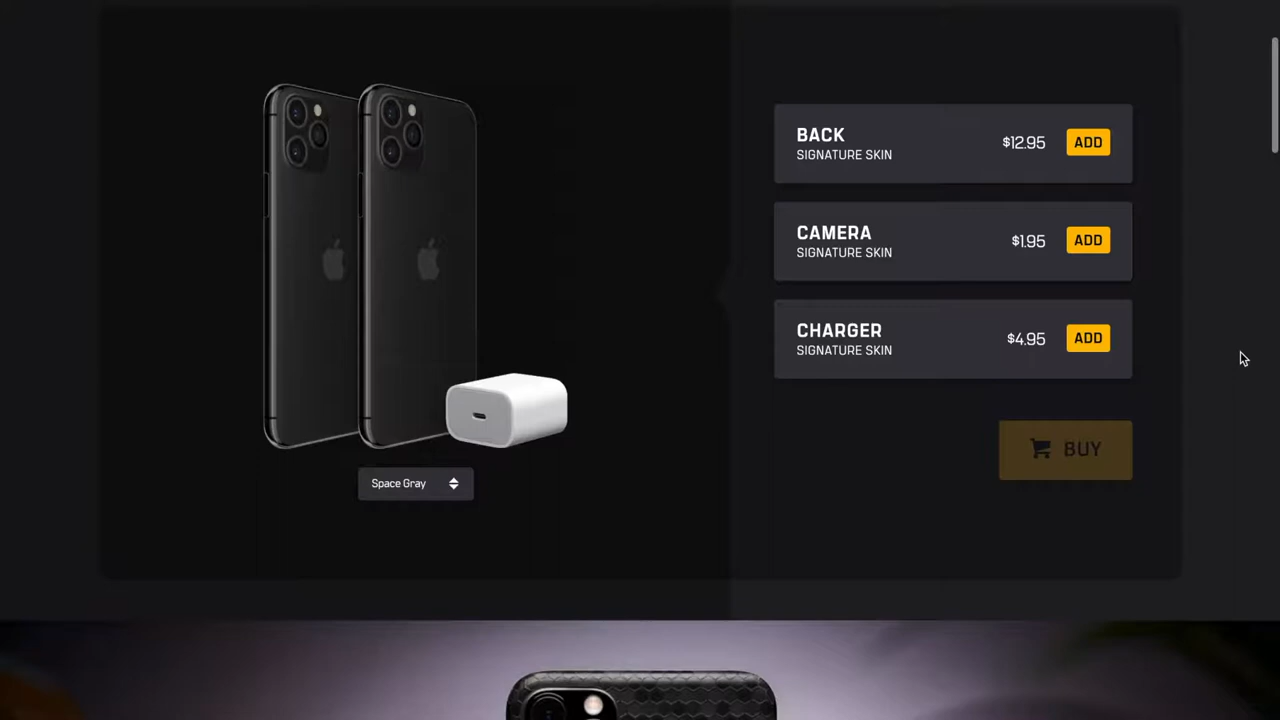 BACK
SIGNATURE SKIN
$12.95
ADD
CAMERA
SIGNATURE SKIN
$1.95
ADD
CHARGER
SIGNATURE SKIN
$4.95
ADD
BUY
Space Gray